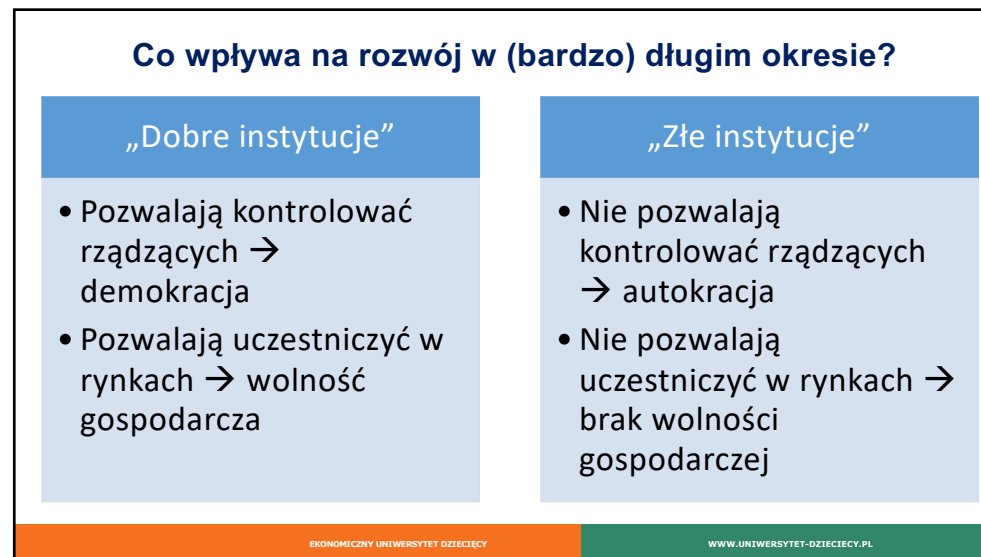 Co wpływa na rozwój w (bardzo) długim okresie?
„Dobre instytucje”
• Pozwalają kontrolować
rządzących →
demokracja
• Pozwalają uczestniczyć w
rynkach → wolność
gospodarcza
„Złe instytucje”
• Nie pozwalają
kontrolować rządzących
→ autokracja
• Nie pozwalają
uczestniczyć w rynkach →
brak wolności
gospodarczej
EKONOMICZNY UNIWERSYTET DZIECIĘCY
WWW.UNIWERSYTET-DZIECIECY.PL